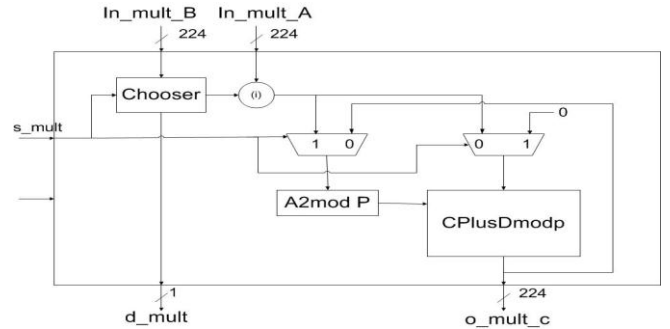 In_mult_B In_mult_A
224 224
Chooser (i)
s_mult 0
1 0 0 1
A2mod P CPlusDmodp
1 224
d_mult o_mult_c